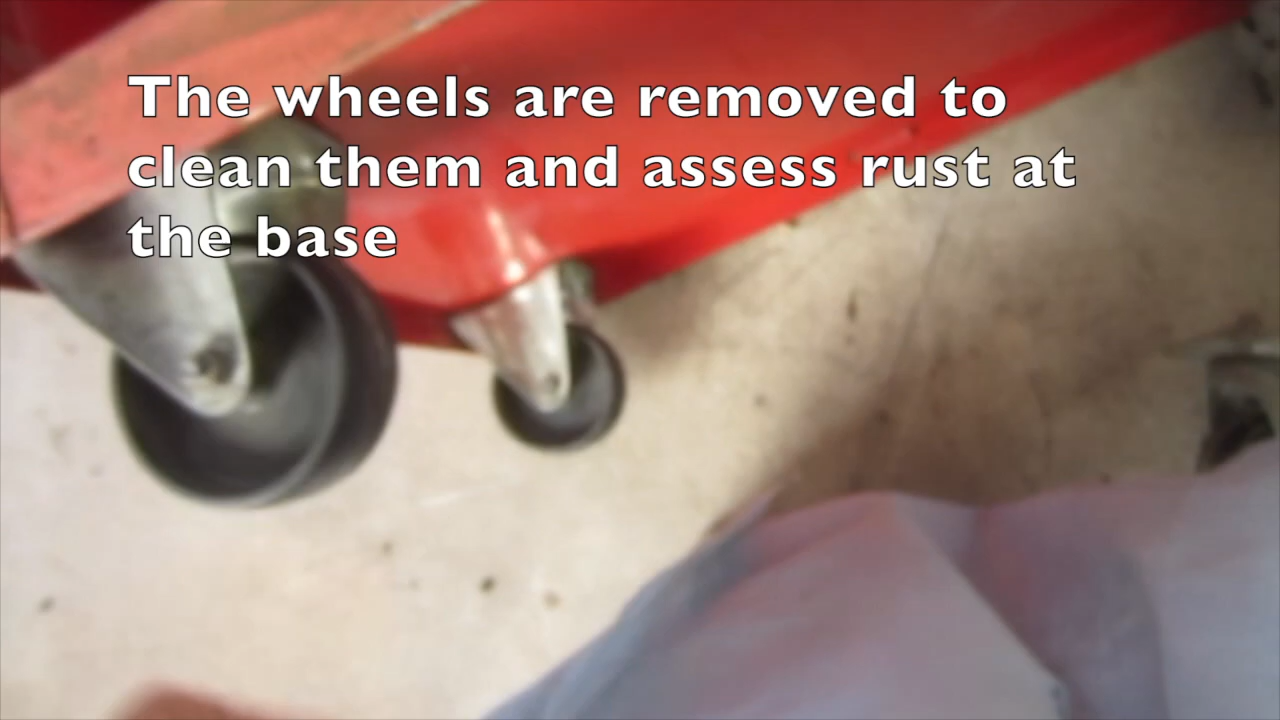 The wheels are removed to
clean them and assess rust at
the base